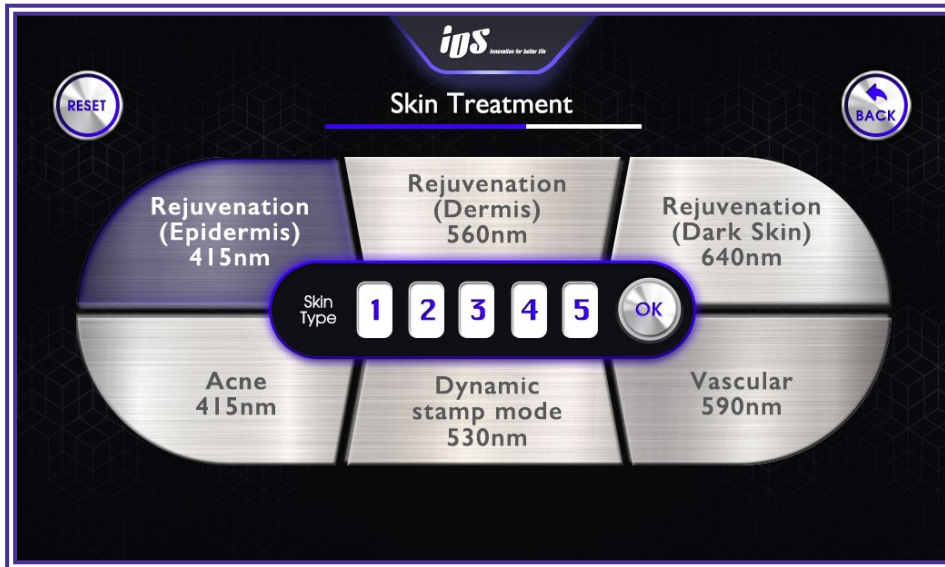 ips Innovation for better life
RESET
Skin Treatment
BACK
Rejuvenation
(Epidermis)
415nm
Rejuvenation
(Dermis)
560nm
Rejuvenation
(Dark Skin)
640nm
Skin
Type
1 2 3 4 5 OK
Acne
415nm
Dynamic
stamp mode
530nm
Vascular
590nm